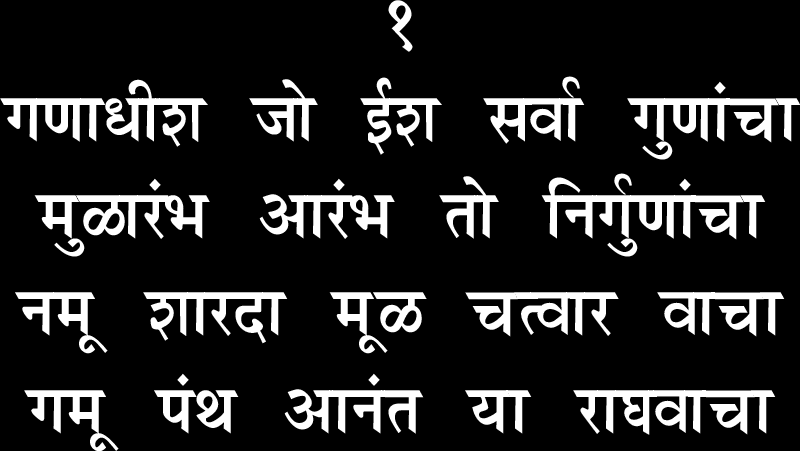 १
गणाधीश जो ईश सर्वा गुणांचा
मुळारंभ आरंभ तो निर्गुणांचा
नमू शारदा मूळ चत्वार वाचा
गमू पंथ आनंत या राघवाचा